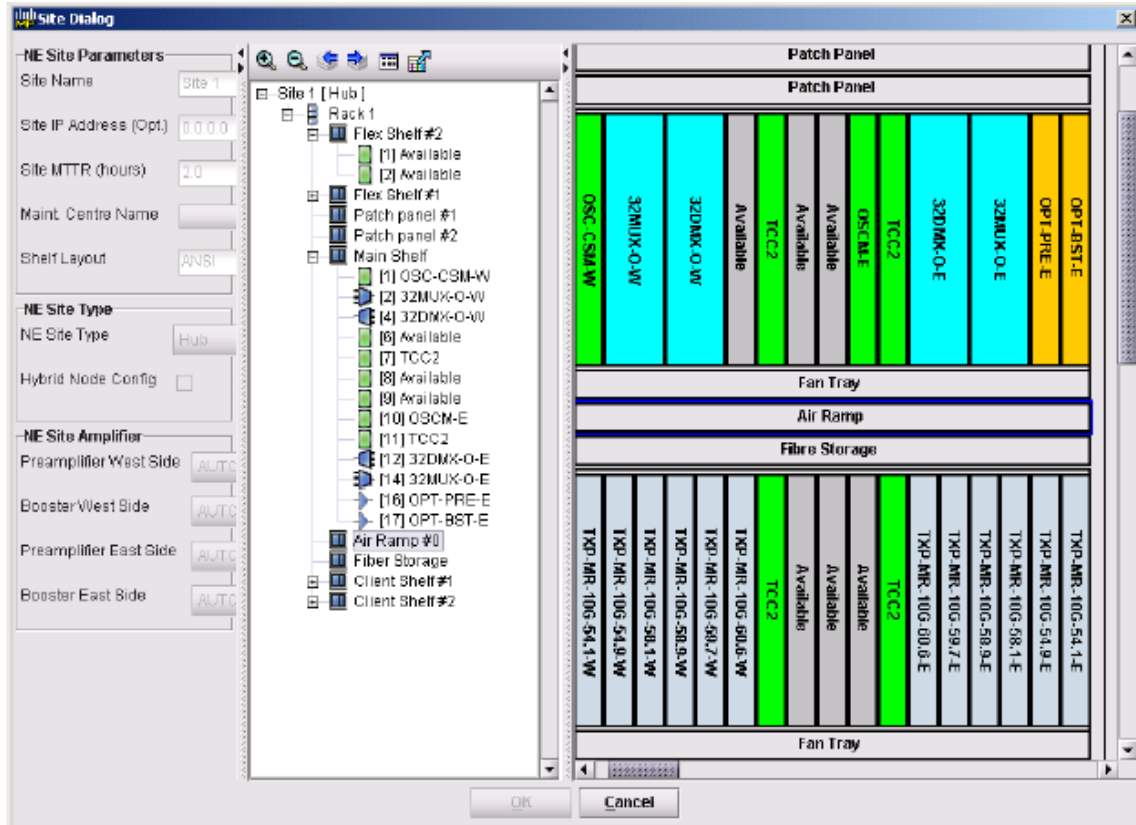 Site Dialog
NE Site Parameters
Site Name
Site 1
Site IP Address (Opt.)
0.0.0.0
Site MTTR (hours)
2.0
Maint. Centre Name
Shelf Layout
ANSI
NE Site Type
NE Site Type
Hub
Hybrid Node Config
NE Site Amplifier
Preamplifier West Side
AUTO
Booster West Side
AUTO
Preamplifier East Side
AUTO
Booster East Side
AUTO
Site 1 [ Hub ]
Rack 1
Flex Shelf #2
[1] Available
[2] Available
Flex Shelf #1
Patch panel #1
Patch panel #2
Main Shelf
[1] OSC-CSM-W
[2] 32MUX-O-W
[4] 32DMX-O-W
[6] Available
[7] TCC2
[8] Available
[9] Available
[10] OSCM-E
[11] TCC2
[12] 32DMX-O-E
[14] 32MUX-O-E
[16] OPT-PRE-E
[17] OPT-BST-E
Air Ramp #0
Fiber Storage
Client Shelf #1
Client Shelf #2
Patch Panel
Patch Panel
OSC-CSM-W
32MUX-O-W
32DMX-O-W
Available
TCC2
Available
Available
OSCM-E
TCC2
32DMX-O-E
32MUX-O-E
OPT-PRE-E
OPT-BST-E
Fan Tray
Air Ramp
Fibre Storage
TXP-MR-10G-54.1-W
TXP-MR-10G-54.9-W
TXP-MR-10G-58.1-W
TXP-MR-10G-58.9-W
TXP-MR-10G-59.7-W
TXP-MR-10G-60.6-W
TCC2
Available
Available
Available
TCC2
TXP-MR-10G-60.6-E
TXP-MR-10G-59.7-E
TXP-MR-10G-58.9-E
TXP-MR-10G-58.1-E
TXP-MR-10G-54.9-E
TXP-MR-10G-54.1-E
Fan Tray
OK
Cancel